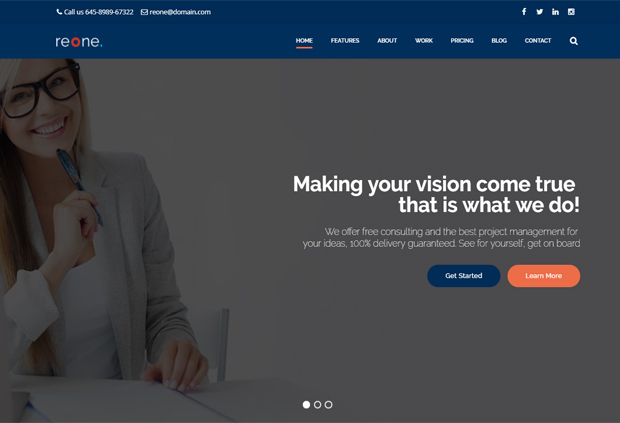 Call us 645-8989-67322 reone@domain.com
reone.
HOME FEATURES ABOUT WORK PRICING BLOG CONTACT
Making your vision come true
that is what we do!
We offer free consulting and the best project management for
your ideas, 100% delivery guaranteed. See for yourself, get on board
Get Started Learn More